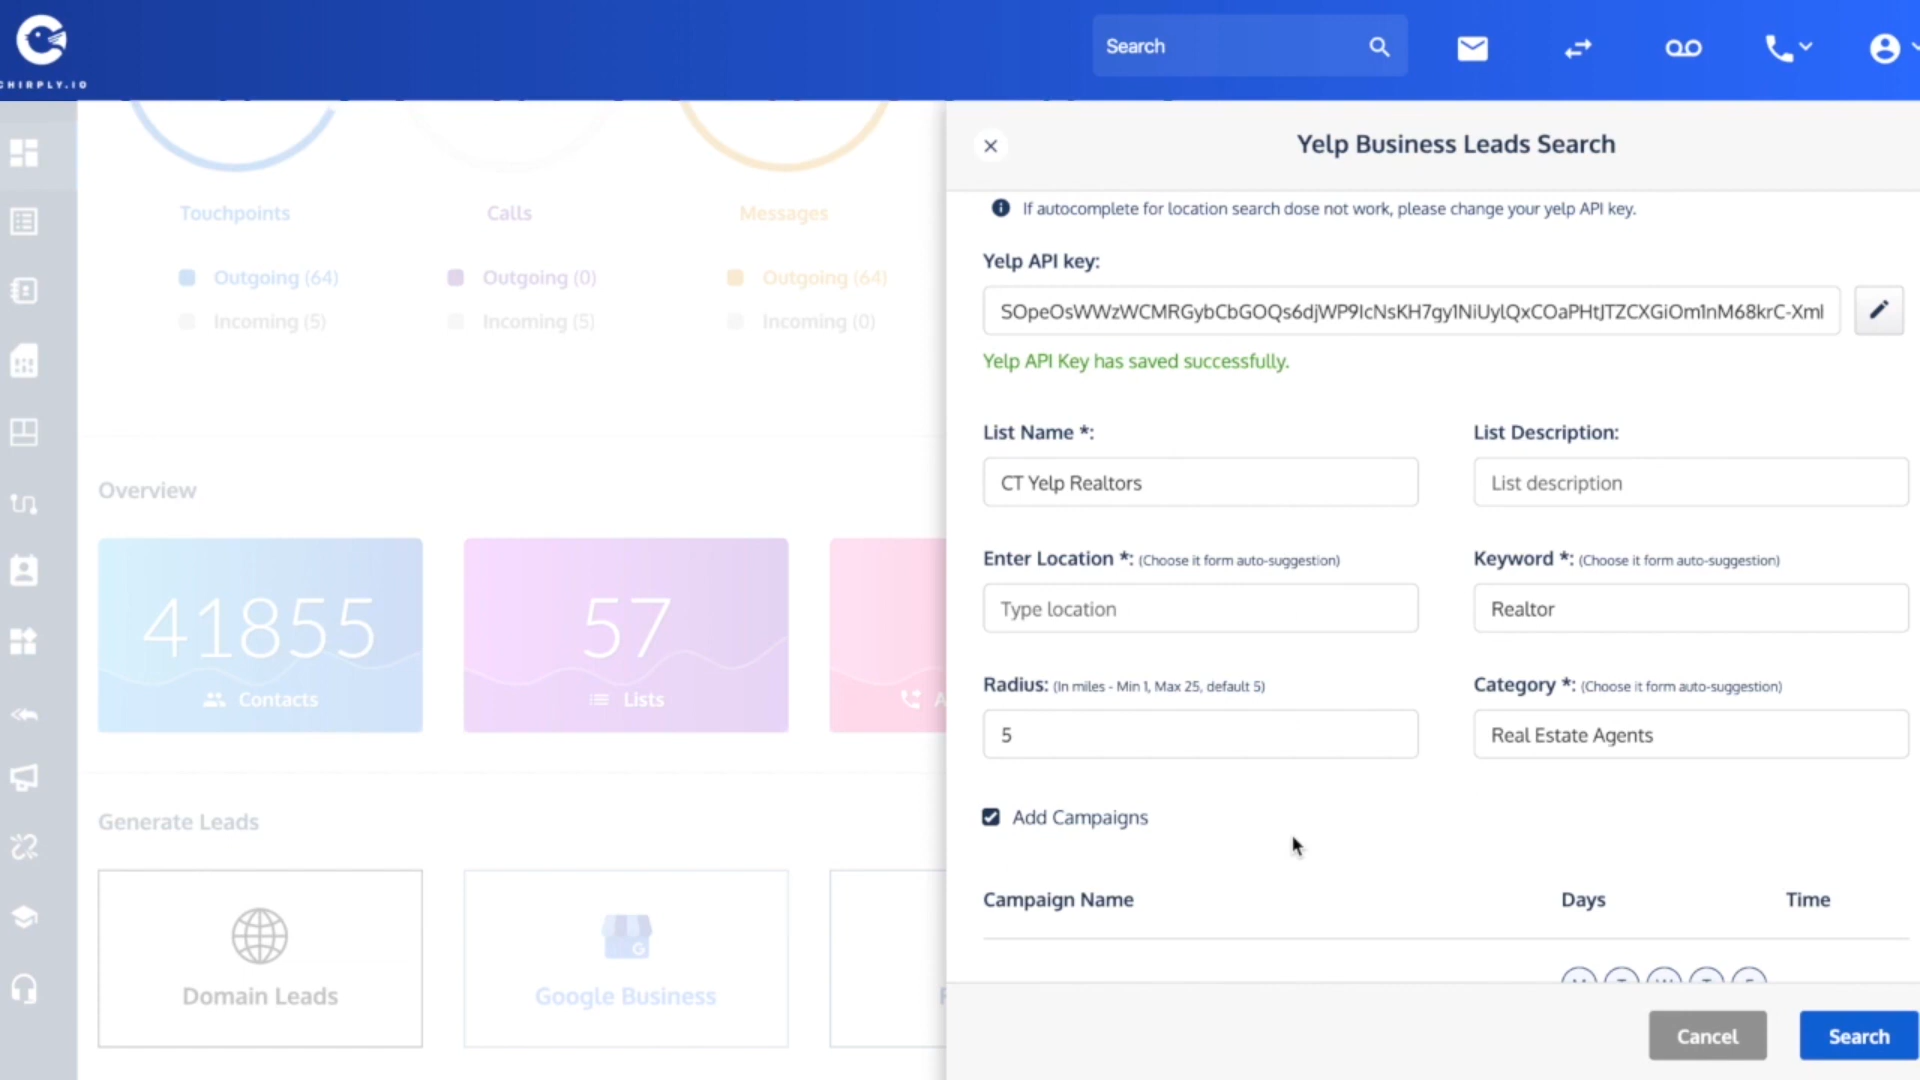 CHIRPLY.IO
Search
Touchpoints
Calls
Messages
Outgoing (64)
Outgoing (0)
Outgoing (64)
Incoming (5)
Incoming (5)
Incoming (0)
Overview
41855
Contacts
57
Lists
A
Generate Leads
Domain Leads
Google Business
Yelp Business Leads Search
If autocomplete for location search dose not work, please change your yelp API key.
Yelp API key:
SOpeOsWWzWCMRGybCbGOQs6djWP9IcNsKH7gy1NiUylQxCOaPHtJTZCXGiOm1nM68krC-Xml
Yelp API Key has saved successfully.
List Name *:
List Description:
CT Yelp Realtors
List description
Enter Location *: (Choose it form auto-suggestion)
Keyword *: (Choose it form auto-suggestion)
Type location
Realtor
Radius: (In miles - Min 1, Max 25, default 5)
Category *: (Choose it form auto-suggestion)
5
Real Estate Agents
Add Campaigns
Campaign Name
Days
Time
Cancel
Search